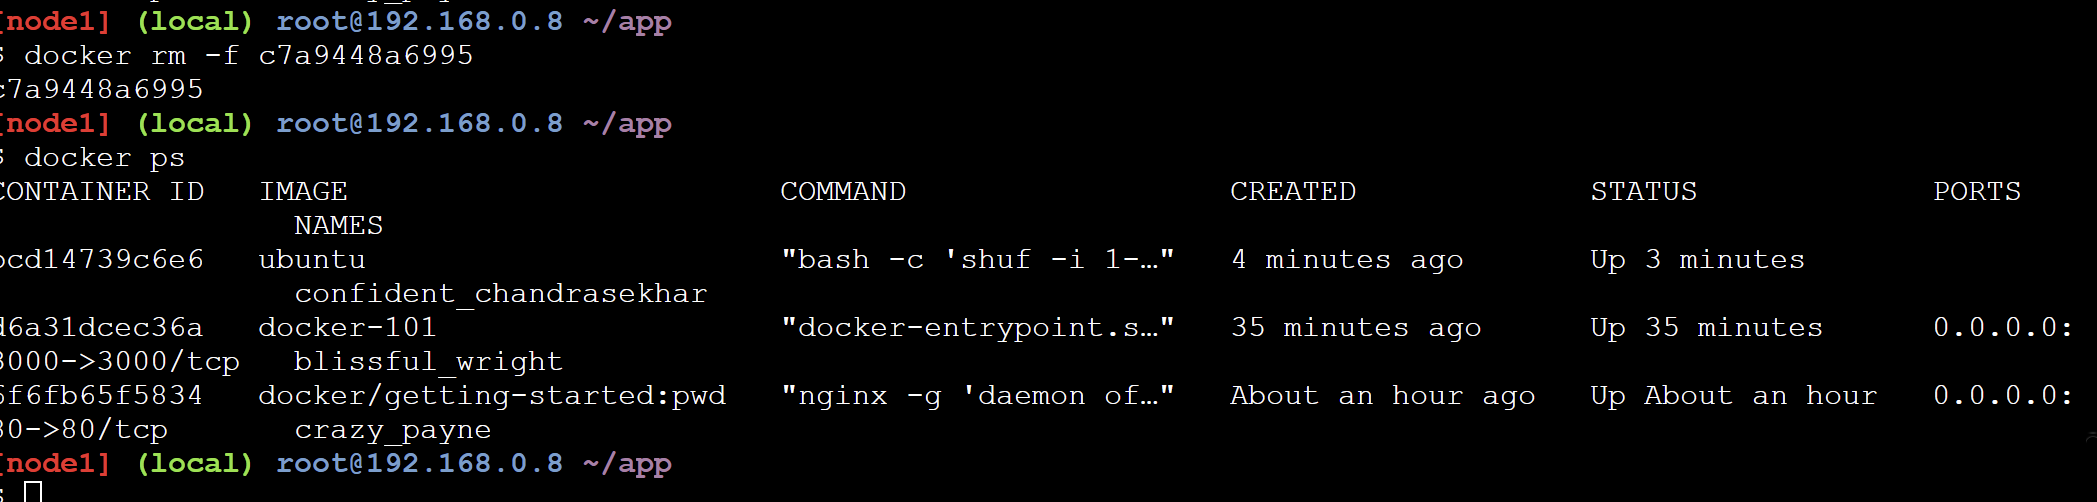 [node1] (local) root@192.168.0.8 ~/app
$ docker rm -f c7a9448a6995
c7a9448a6995
[node1] (local) root@192.168.0.8 ~/app
$ docker ps
CONTAINER ID   IMAGE                        COMMAND                  CREATED             STATUS             PORTS
NAMES
cd14739c6e6   ubuntu                       "bash -c 'shuf -i 1-…"   4 minutes ago       Up 3 minutes
confident_chandrasekhar
d6a31dcec36a   docker-101                   "docker-entrypoint.s…"   35 minutes ago      Up 35 minutes      0.0.0.0:
3000->3000/tcp   blissful_wright
6f6fb65f5834   docker/getting-started:pwd   "nginx -g 'daemon of…"   About an hour ago   Up About an hour   0.0.0.0:
80->80/tcp       crazy_payne
[node1] (local) root@192.168.0.8 ~/app
$